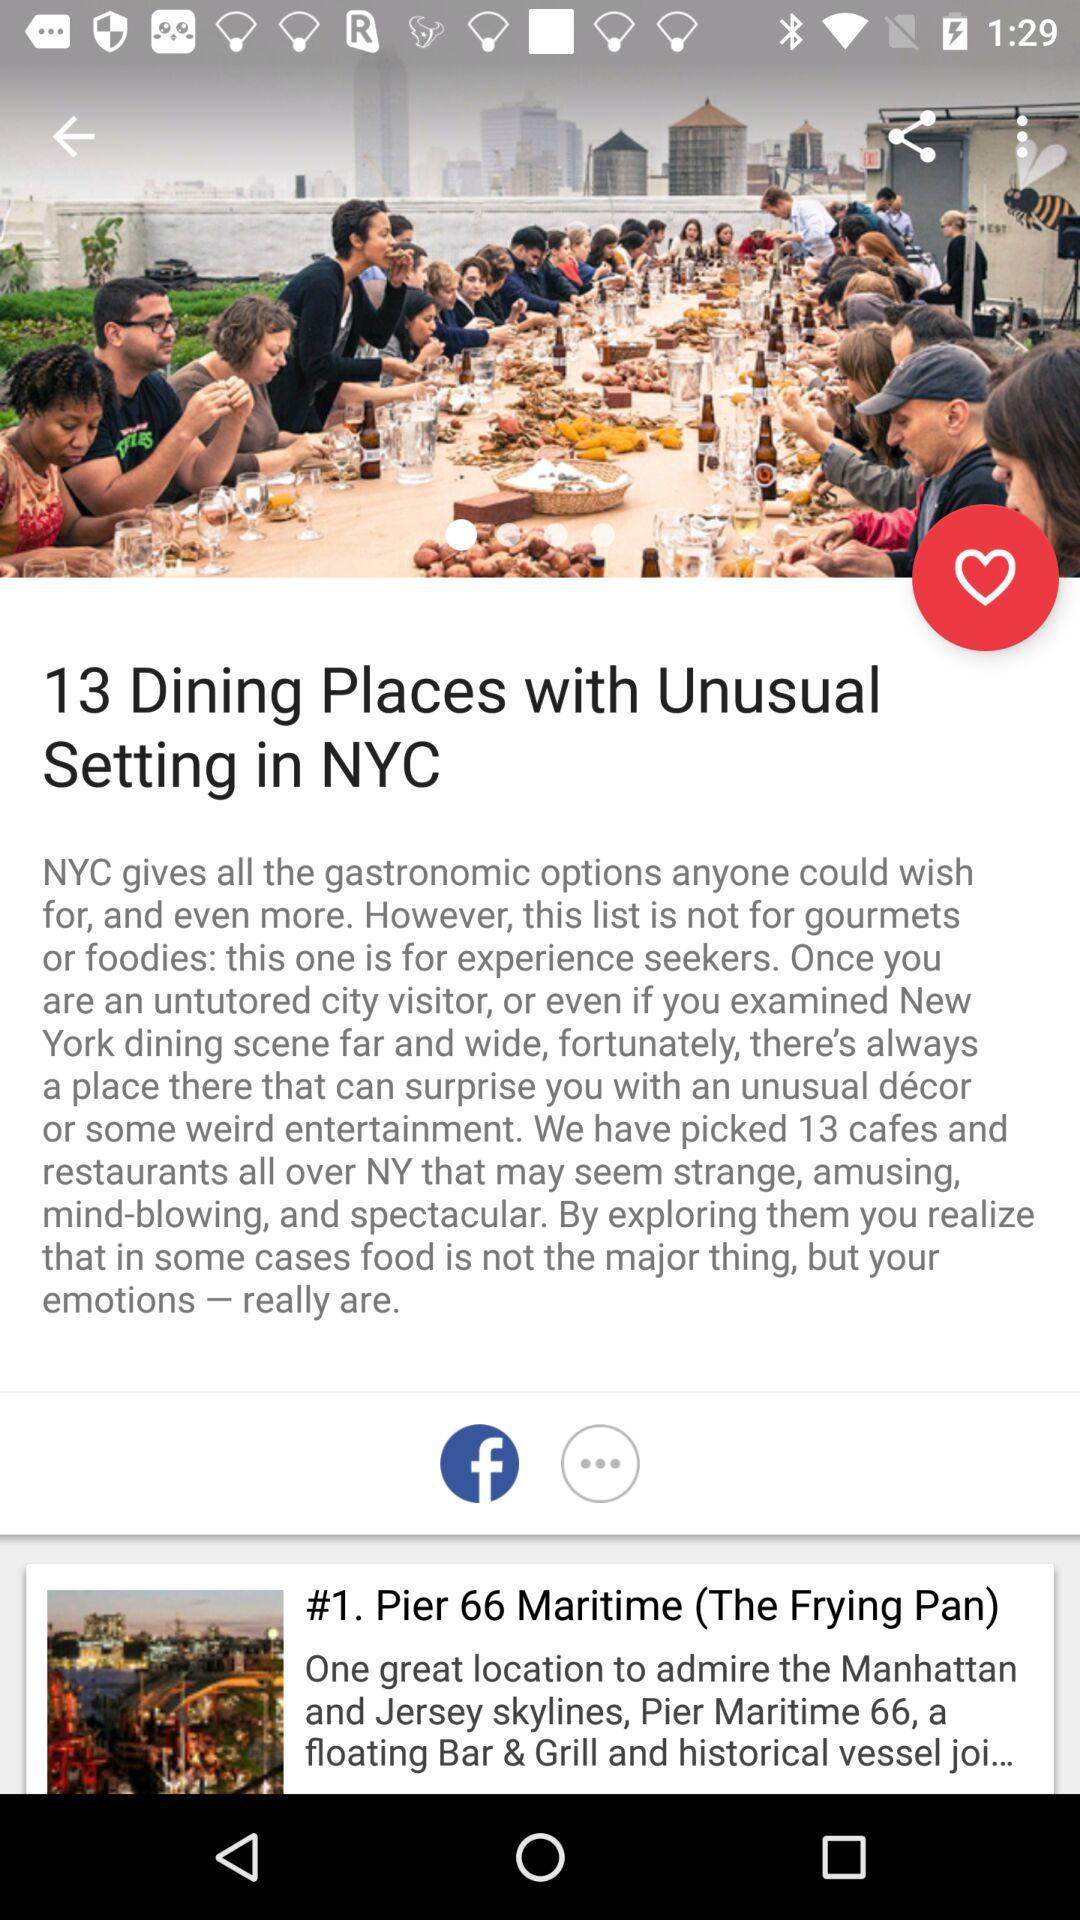 1:29
EXIT
13 Dining Places with Unusual
Setting in NYC
NYC gives all the gastronomic options anyone could wish
for, and even more. However, this list is not for gourmets
or foodies: this one is for experience seekers. Once you
are an untutored city visitor, or even if you examined New
York dining scene far and wide, fortunately, there’s always
a place there that can surprise you with an unusual décor
or some weird entertainment. We have picked 13 cafes and
restaurants all over NY that may seem strange, amusing,
mind-blowing, and spectacular. By exploring them you realize
that in some cases food is not the major thing, but your
emotions — really are.
#1. Pier 66 Maritime (The Frying Pan)
One great location to admire the Manhattan
and Jersey skylines, Pier Maritime 66, a
floating Bar & Grill and historical vessel joi...